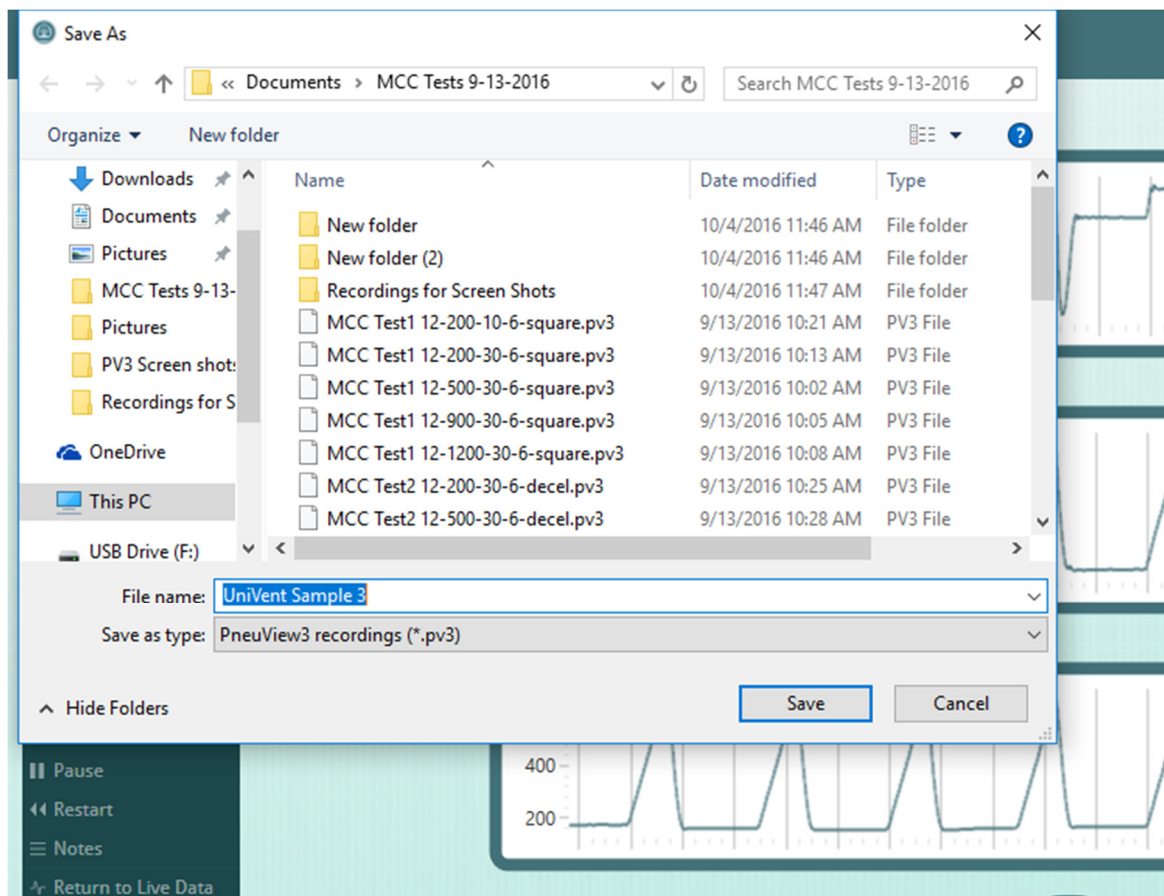 Save As
« Documents › MCC Tests 9-13-2016
Search MCC Tests 9-13-2016
Organize
New folder
?
Downloads
Documents
Pictures
MCC Tests 9-13-
Pictures
PV3 Screen shots
Recordings for S
OneDrive
This PC
USB Drive (F:)
Name Date modified Type
New folder 10/4/2016 11:46 AM File folder
New folder (2) 10/4/2016 11:46 AM File folder
Recordings for Screen Shots 10/4/2016 11:47 AM File folder
MCC Test1 12-200-10-6-square.pv3 9/13/2016 10:21 AM PV3 File
MCC Test1 12-200-30-6-square.pv3 9/13/2016 10:13 AM PV3 File
MCC Test1 12-500-30-6-square.pv3 9/13/2016 10:02 AM PV3 File
MCC Test1 12-900-30-6-square.pv3 9/13/2016 10:05 AM PV3 File
MCC Test1 12-1200-30-6-square.pv3 9/13/2016 10:08 AM PV3 File
MCC Test2 12-200-30-6-decel.pv3 9/13/2016 10:25 AM PV3 File
MCC Test2 12-500-30-6-decel.pv3 9/13/2016 10:28 AM PV3 File
File name: UniVent Sample 3
Save as type: PneuView3 recordings (*.pv3)
Hide Folders
Save
Cancel
Pause
Restart
Notes
Return to Live Data
400
200